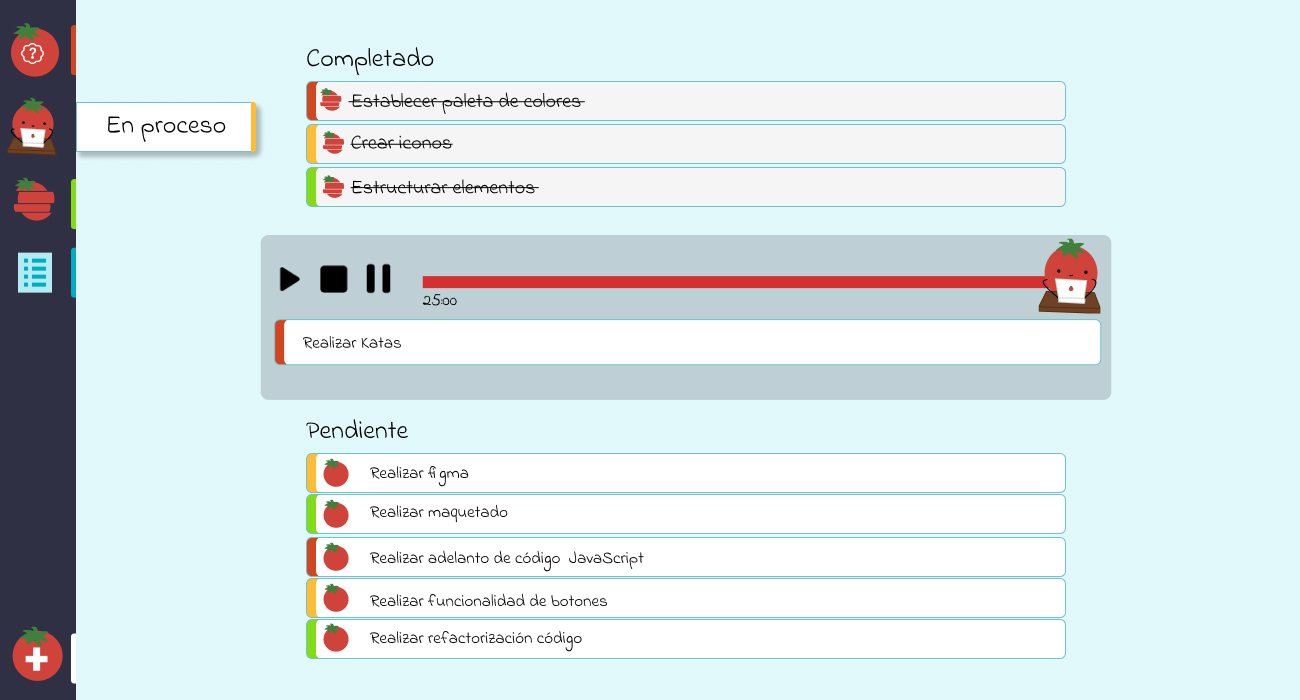 Completado
Establecer paleta de colores
Crear iconos
Estructurar elementos
?
En proceso
25:00
Realizar Katas
Pendiente
Realizar figma
Realizar maquetado
Realizar adelanto de código JavaScript
Realizar funcionalidad de botones
Realizar refactorización código